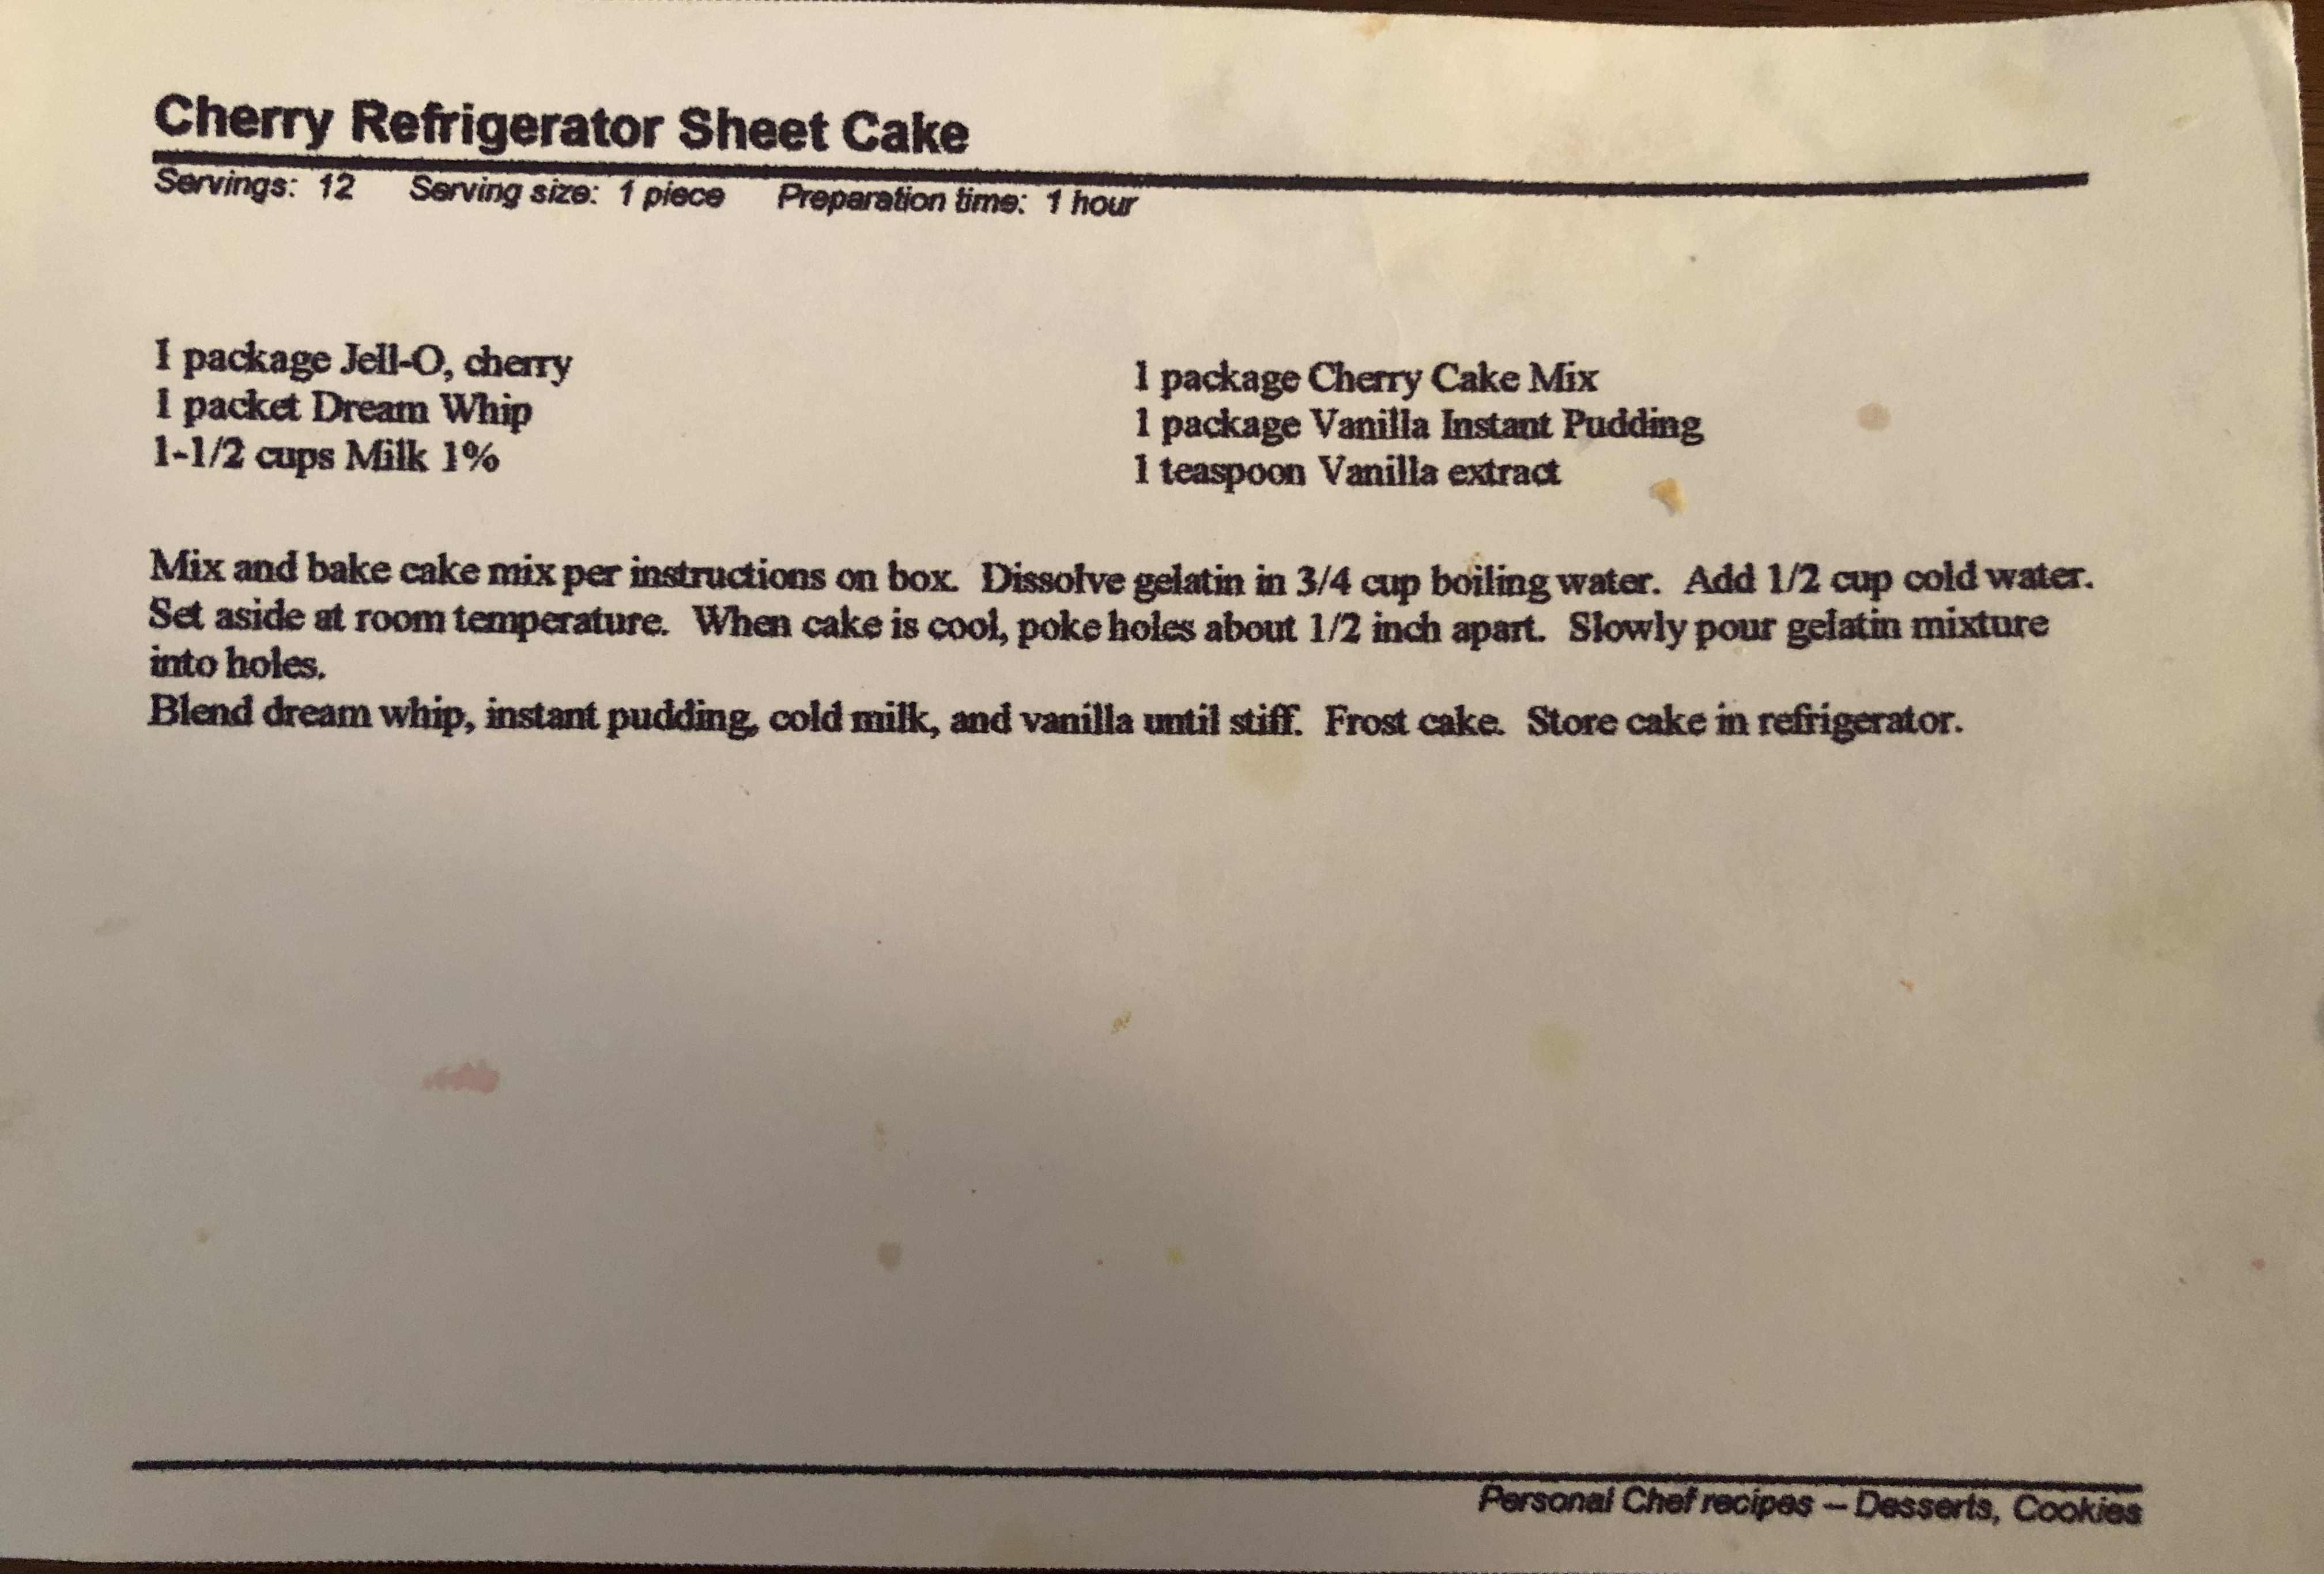 Cherry Refrigerator Sheet Cake
Servings: 12 Serving size: 1 piece Preparation time: 1 hour
1 package Jell-O, cherry
1 packet Dream Whip
1-1/2 cups Milk 1%
1 package Cherry Cake Mix
1 package Vanilla Instant Pudding
1 teaspoon Vanilla extract
Mix and bake cake mix per instructions on box. Dissolve gelatin in 3/4 cup boiling water. Add 1/2 cup cold water.
Set aside at room temperature. When cake is cool, poke holes about 1/2 inch apart. Slowly pour gelatin mixture
into holes.
Blend dream whip, instant pudding, cold milk, and vanilla until stiff. Frost cake. Store cake in refrigerator.
Personal Chef recipes – Desserts, Cookies